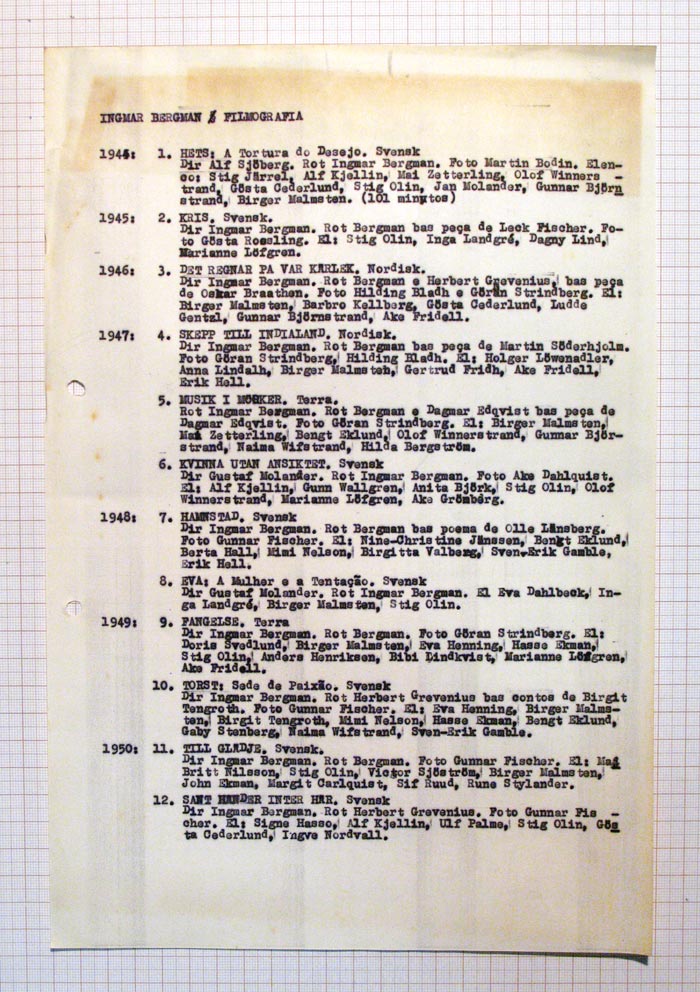 INGMAR BERGMAN / FILMOGRAFIA
1944: 1. HETS: A Tortura do Desejo. Svensk
Dir Alf Sjöberg. Rot Ingmar Bergman. Foto Martin Bodin. Elen-
co: Stig Järrel, Alf Kjellin, Mai Zetterling, Olof Winners -
trand, Gösta Cederlund, Stig Olin, Jan Molander, Gunnar Björn
strand, Birger Malmsten. (101 minutos)
1945: 2. KRIS. Svensk.
Dir Ingmar Bergman. Rot Bergman bas peça de Leck Fischer. Fo-
to Gösta Rosling. El: Stig Olin, Inga Landgré, Dagny Lind,
Marianne Löfgren.
1946: 3. DET REGNAR PA VAR KÄRLEK. Nordisk.
Dir Ingmar Bergman. Rot Bergman e Herbert Grevenius, bas peça
de Oskar Braathen. Foto Hilding Bladh e Göran Strindberg. El:
Birger Malmsten, Barbro Kollberg, Gösta Cederlund, Ludde
Gentzl, Gunnar Björnstrand, Ake Fridell.
1947: 4. SKEPP TILL INDIALAND. Nordisk.
Dir Ingmar Bergman. Rot Bergman bas peça de Martin Söderhjolm.
Foto Göran Strindberg, Hilding Bladh. El: Holger Löwenadler,
Anna Lindalh, Birger Malmsteh, Gertrud Fridh, Ake Fridell,
Erik Hell.
5. MUSIK I MÖRKER. Terra.
Rot Ingmar Bergman. Rot Bergman e Dagmar Edqvist bas peça de
Dagmar Edqvist. Foto Göran Strindberg. El: Birger Malmsten,
Mai Zetterling, Bengt Eklund, Olof Winnerstrand, Gunnar Björ-
strand, Naima Wifstrand, Hilda Bergström.
6. KVINNA UTAN ANSIKTET. Svensk
Dir Gustaf Molander. Rot Ingmar Bergman. Foto Ake Dahlquist.
El: Alf Kjellin, Gunn Wallgren, Anita Björk, Stig Olin, Olof
Winnerstrand, Marianne Löfgren, Ake Grömberg.
1948: 7. HAMNSTAD. Svensk
Dir Ingmar Bergman. Rot Bergman bas poema de Olle Länsberg.
Foto Gunnar Fischer. El: Nine-Christine Jänssen, Bengt Eklund,
Berta Hall, Mimi Nelson, Birgitta Valberg, Sven-Erik Gamble,
Erik Hell.
8. EVA: A Mulher e a Tentação. Svensk
Dir Gustaf Molander. Rot Ingmar Bergman. El Eva Dahlbeck, In-
ga Landgré, Birger Malmsten, Stig Olin.
1949: 9. FANGELSE. Terra
Dir Ingmar Bergman. Rot Bergman. Foto Göran Strindberg. El:
Doris Svedlund, Birger Malmsten, Eva Henning, Hasse Ekman,
Stig Olin, Anders Henriksen, Bibi Lindkvist, Marianne Löfgren,
Ake Fridell.
10. TORST: Sede de Paixão. Svensk
Dir Ingmar Bergman. Rot Herbert Grevenius bas contos de Birgit
Tengroth. Foto Gunnar Fischer. El: Eva Henning, Birger Malms-
ten, Birgit Tengroth, Mimi Nelson, Hasse Ekman, Bengt Eklund,
Gaby Stenberg, Naima Wifstrand, Sven-Erik Gamble.
1950: 11. TILL GLADJE. Svensk.
Dir Ingmar Bergman. Rot Bergman. Foto Gunnar Fischer. El: Mai
Britt Nilsson, Stig Olin, Victor Sjöström, Birger Malmsten,
John Ekman, Margit Carlquist, Sif Ruud, Rune Stylander.
12. SANT HANDER INTER HAR. Svensk
Dir Ingmar Bergman. Rot Herbert Grevenius. Foto Gunnar Fis -
cher. El: Signe Hasso, Alf Kjellin, Ulf Palme, Stig Olin, Gös
ta Cederlund, Ingve Nordvall.